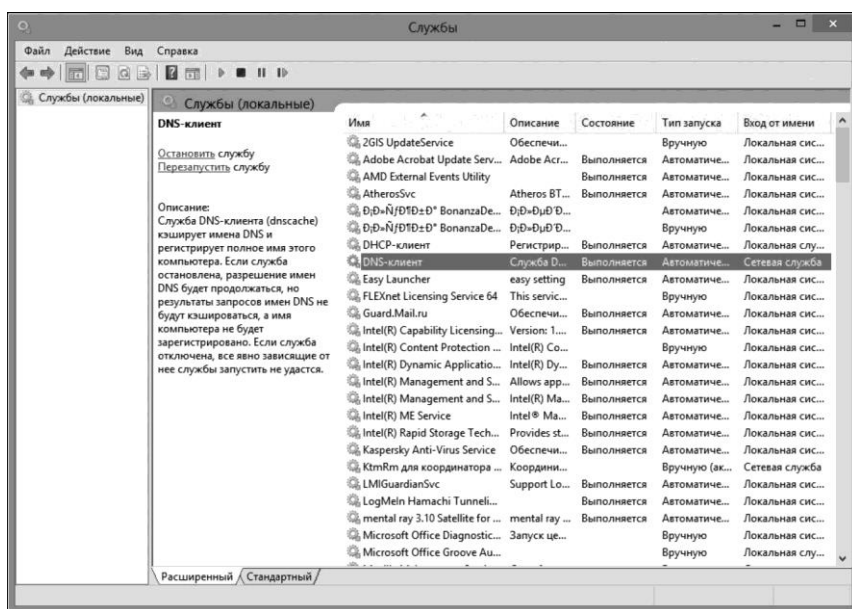 Службы
Файл Действие Вид Справка
Службы (локальные)
Службы (локальные)
DNS-клиент
Остановить службу
Перезапустить службу
Описание:
Служба DNS-клиента (dnscache)
кэширует имена DNS и
регистрирует полное имя этого
компьютера. Если служба
остановлена, разрешение имен
DNS будет продолжаться, но
результаты запросов имен DNS не
будут кэшироваться, а имя
компьютера не будет
зарегистрировано. Если служба
отключена, все явно зависящие от
нее службы запустить не удастся.
Имя Описание Состояние Тип запуска Вход от имени
2GIS UpdateService Обеспечи... Вручную Локальная сис...
Adobe Acrobat Update Serv... Adobe Acr... Выполняется Автоматиче... Локальная сис...
AMD External Events Utility Выполняется Автоматиче... Локальная сис...
AtherosSvc Atheros BT... Выполняется Автоматиче... Локальная сис...
BonanzaDe... Автоматиче... Локальная сис...
BonanzaDe... Вручную Локальная сис...
DHCP-клиент Регистрир... Выполняется Автоматиче... Локальная слу...
DNS-клиент Служба D... Выполняется Автоматиче... Сетевая служба
Easy Launcher easy setting Выполняется Автоматиче... Локальная сис...
FLEXnet Licensing Service 64 This servic... Вручную Локальная сис...
Guard.Mail.ru Обеспечи... Выполняется Автоматиче... Локальная сис...
Intel(R) Capability Licensing... Version: 1.... Выполняется Автоматиче... Локальная сис...
Intel(R) Content Protection ... Intel(R) Co... Вручную Локальная сис...
Intel(R) Dynamic Applicatio... Intel(R) Dy... Выполняется Автоматиче... Локальная сис...
Intel(R) Management and S... Allows app... Выполняется Автоматиче... Локальная сис...
Intel(R) Management and S... Intel(R) Ma... Выполняется Автоматиче... Локальная сис...
Intel(R) ME Service Intel® Ma... Выполняется Автоматиче... Локальная сис...
Intel(R) Rapid Storage Tech... Provides st... Выполняется Автоматиче... Локальная сис...
Kaspersky Anti-Virus Service Обеспечи... Выполняется Автоматиче... Локальная сис...
KtmRm для координатора ... Координи... Вручную (ак... Сетевая служба
LMIGuardianSvc Support Lo... Выполняется Автоматиче... Локальная сис...
LogMeIn Hamachi Tunneli... Выполняется Автоматиче... Локальная сис...
mental ray 3.10 Satellite for ... mental ray ... Выполняется Автоматиче... Локальная сис...
Microsoft Office Diagnostic... Запуск це... Вручную Локальная сис...
Microsoft Office Groove Au... Вручную Локальная слу...
Расширенный Стандартный